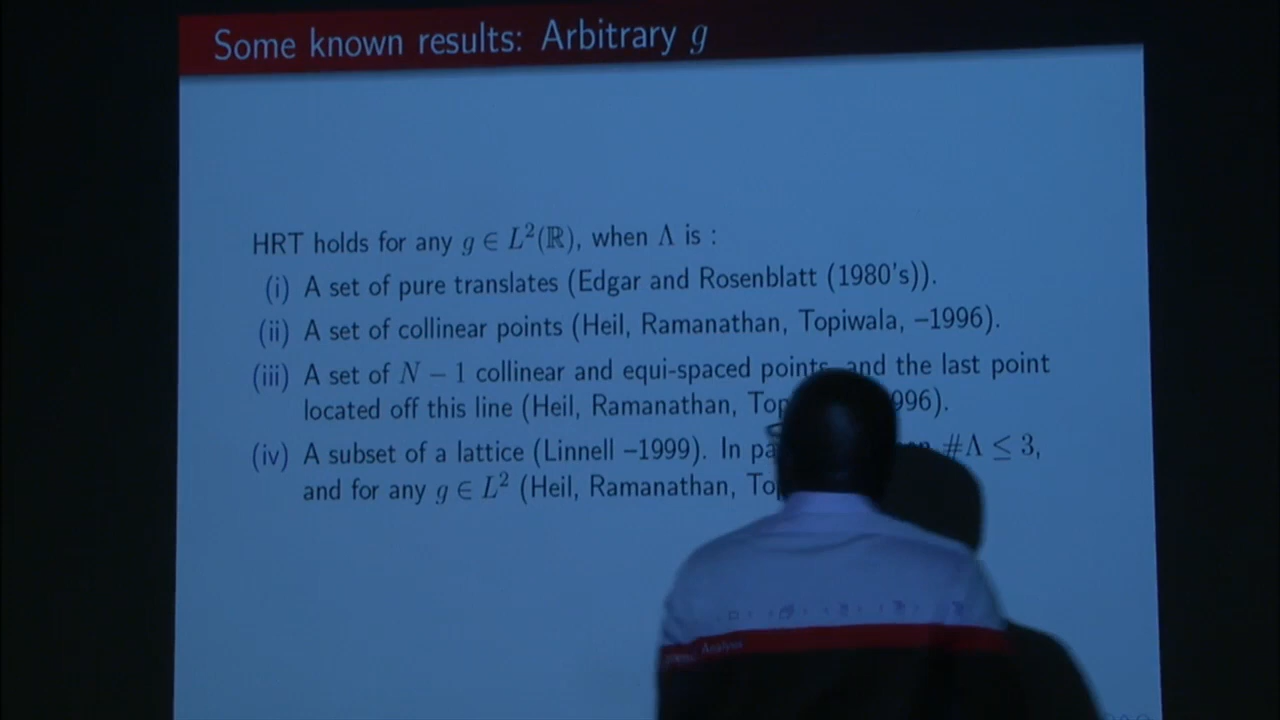 Some known results: Arbitrary g
HRT holds for any g ∈ L²(ℝ), when Λ is :
(i) A set of pure translates (Edgar and Rosenblatt (1980's)).
(ii) A set of collinear points (Heil, Ramanathan, Topiwala, –1996).
(iii) A set of N − 1 collinear and equi-spaced points, and the last point
located off this line (Heil, Ramanathan, 996).
(iv) A subset of a lattice (Linnell –1999). In #Λ ≤ 3,
and for any g ∈ L² (Heil, Ramanathan,
Analysis